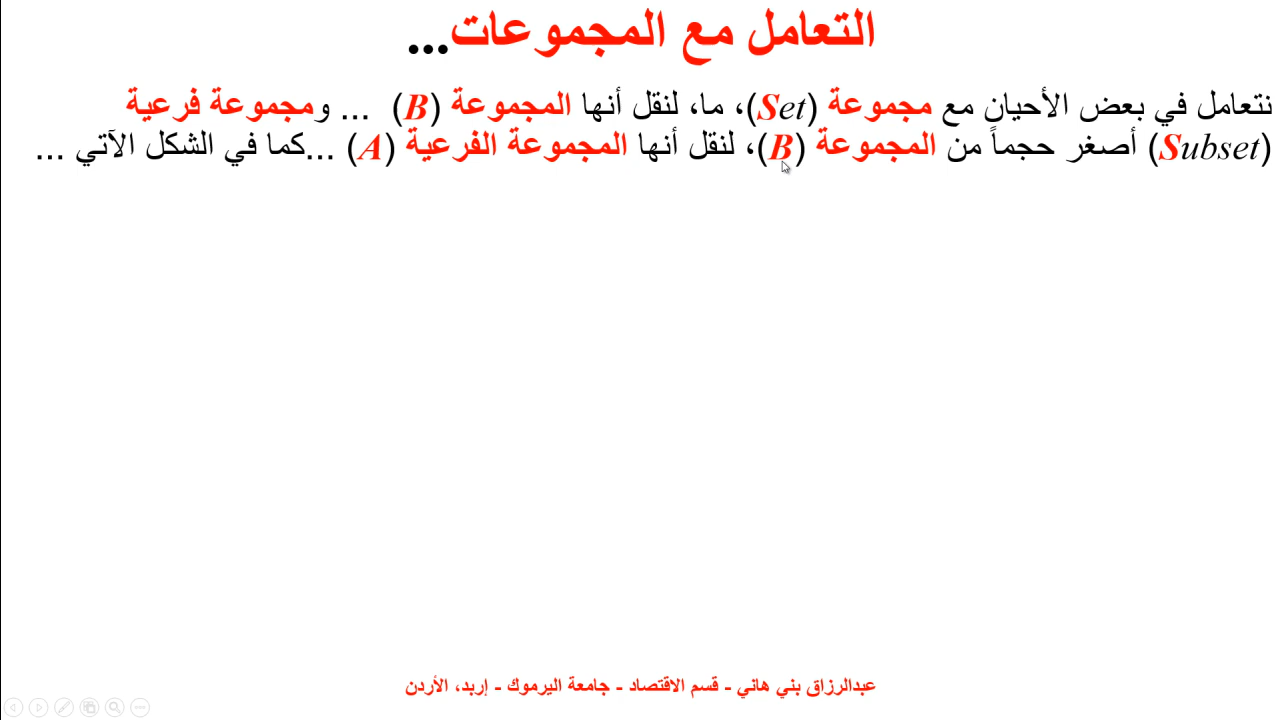 التعامل مع المجموعات...
نتعامل في بعض الأحيان مع مجموعة (Set)، ما، لنقل أنها المجموعة (B) ... ومجموعة فرعية
(Subset) أصغر حجماً من المجموعة (B)، لنقل أنها المجموعة الفرعية (A) ...كما في الشكل الآتي ...
عبدالرزاق بني هاني - قسم الاقتصاد - جامعة اليرموك - إربد، الأردن